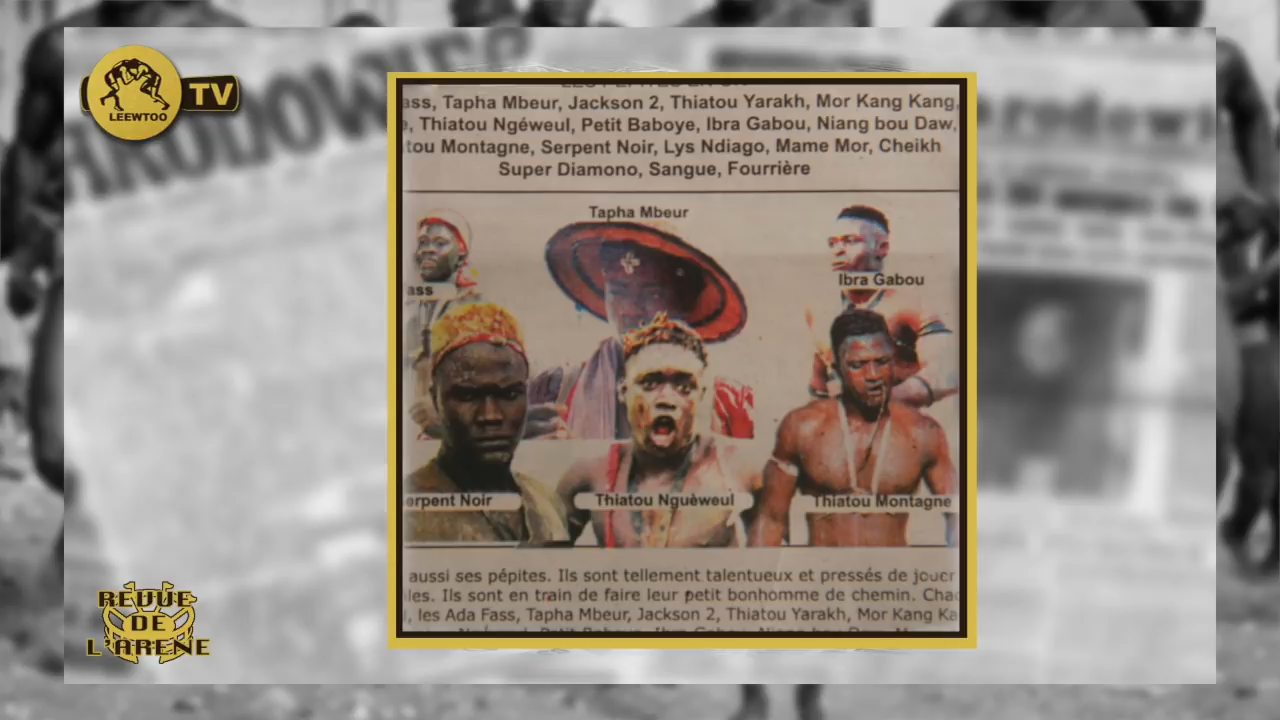 LEEWTOO
TV
ass, Tapha Mbeur, Jackson 2, Thiatou Yarakh, Mor Kang Kang,
, Thiatou Ngéweul, Petit Baboye, Ibra Gabou, Niang bou Daw,
tou Montagne, Serpent Noir, Lys Ndiago, Mame Mor, Cheikh
Super Diamono, Sangue, Fourrière
Tapha Mbeur
Ibra Gabou
ass
erpent Noir
Thiatou Nguèweul
Thiatou Montagne
aussi ses pépites. Ils sont tellement talentueux et pressés de jouer
les. Ils sont en train de faire leur petit bonhomme de chemin. Cha
, les Ada Fass, Tapha Mbeur, Jackson 2, Thiatou Yarakh, Mor Kang Ka
REVUE
DE
L'ARENE